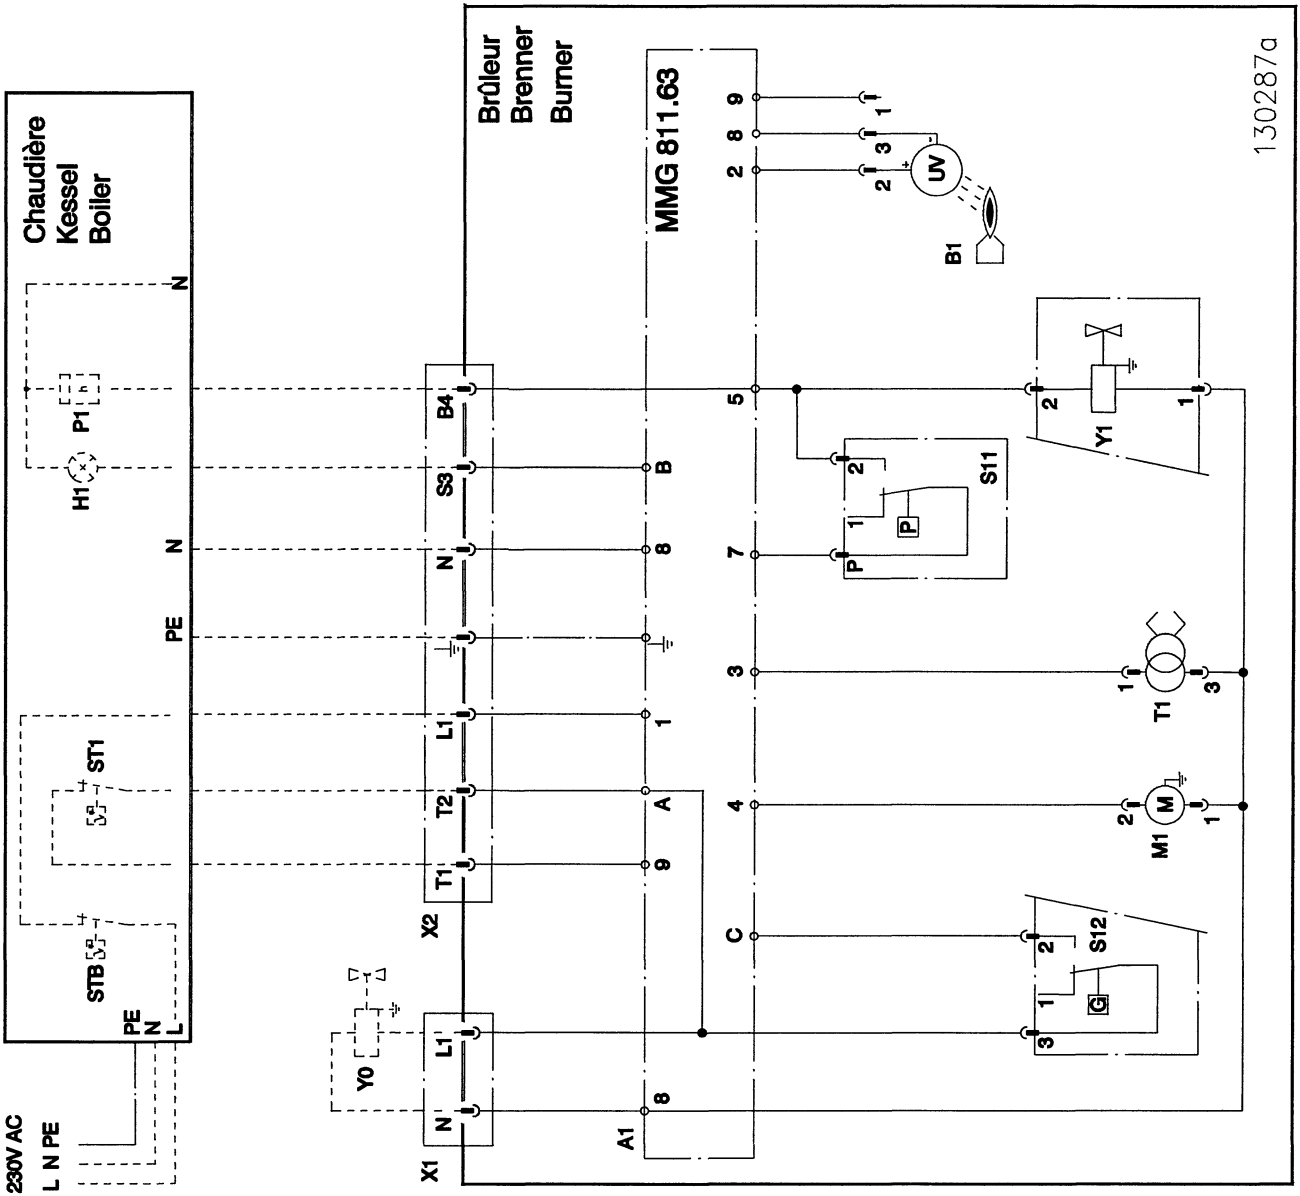 230V AC
L N PE
Chaudière
Kessel
Boiler
STB
ST1
H1
P1
h
PE
N
L
PE
N
N
Y0
X1
N
L1
X2
T1
T2
L1
N
S3
B4
Brûleur
Brenner
Burner
A1
MMG 811.63
8
9
A
1
8
B
C
4
3
7
5
2
8
9
P
1
2
P
S11
2
3
1
+
-
UV
B1
3
1
2
G
S12
2
1
M
M1
1
3
T1
2
1
Y1
130287a